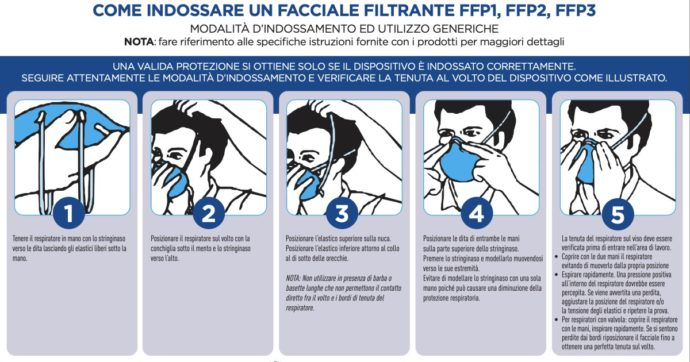 COME INDOSSARE UN FACCIALE FILTRANTE FFP1, FFP2, FFP3
MODALITÀ D'INDOSSAMENTO ED UTILIZZO GENERICHE
NOTA: fare riferimento alle specifiche istruzioni fornite con i prodotti per maggiori dettagli
UNA VALIDA PROTEZIONE SI OTTIENE SOLO SE IL DISPOSITIVO È INDOSSATO CORRETTAMENTE.
SEGUIRE ATTENTAMENTE LE MODALITÀ D'INDOSSAMENTO E VERIFICARE LA TENUTA AL VOLTO DEL DISPOSITIVO COME ILLUSTRATO.
1
Tenere il respiratore in mano con lo stringinaso
verso le dita lasciando gli elastici liberi sotto la
mano.
2
Posizionare il respiratore sul volto con la
conchiglia sotto il mento e lo stringinaso
verso l'alto.
3
Posizionare l'elastico superiore sulla nuca.
Posizionare l'elastico inferiore attorno al collo
al di sotto delle orecchie.
NOTA: Non utilizzare in presenza di barba o
basette lunghe che non permettono il contatto
diretto fra il volto e i bordi di tenuta del
respiratore.
4
Posizionare le dita di entrambe le mani
sulla parte superiore dello stringinaso.
Premere lo stringinaso e modellarlo muovendosi
verso le sue estremità.
Evitare di modellare lo stringinaso con una sola
mano poiché può causare una diminuzione della
protezione respiratoria.
5
La tenuta del respiratore sul viso deve essere
verificata prima di entrare nell'area di lavoro.
• Coprire con le due mani il respiratore
evitando di muoverlo dalla propria posizione
• Espirare rapidamente. Una pressione positiva
all'interno del respiratore dovrebbe essere
percepita. Se viene avvertita una perdita,
aggiustare la posizione del respiratore e/o
la tensione degli elastici e ripetere la prova.
• Per respiratori con valvola: coprire il respiratore
con le mani, inspirare rapidamente. Se si sentono
perdite dai bordi riposizionare il facciale fino a
ottenere una perfetta tenuta sul volto.